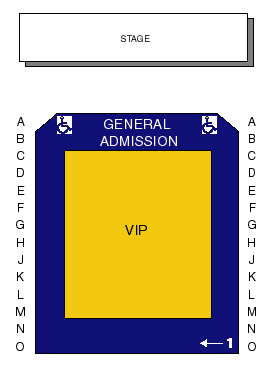 STAGE
A A
B GENERAL B
C ADMISSION C
D D
E E
F F
G VIP G
H H
J J
K K
L L
M M
N N
O 1 O